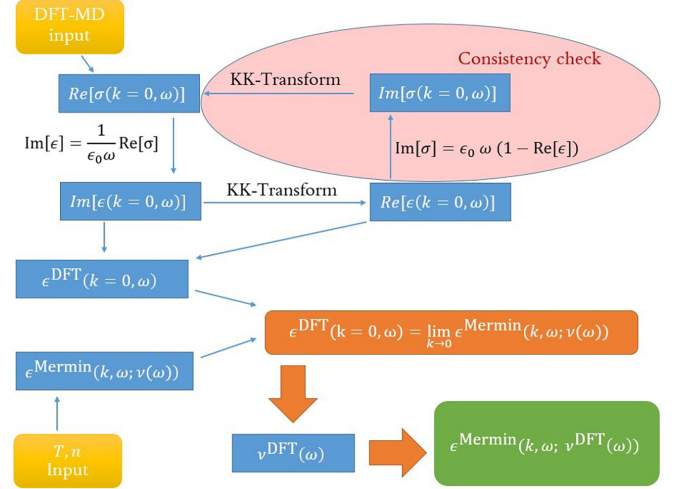 DFT-MD
input
Consistency check
KK-Transform
Re[σ(k = 0, ω)]
Im[σ(k = 0, ω)]
Im[ϵ] = 1/(ϵ₀ω) Re[σ]
Im[σ] = ϵ₀ ω (1 − Re[ϵ])
KK-Transform
Im[ϵ(k = 0, ω)]
Re[ϵ(k = 0, ω)]
ϵ^DFT(k = 0, ω)
ϵ^DFT(k = 0, ω) = lim_{k→0} ϵ^Mermin(k, ω; ν(ω))
ϵ^Mermin(k, ω; ν(ω))
T, n
Input
ν^DFT(ω)
ϵ^Mermin(k, ω; ν^DFT(ω))